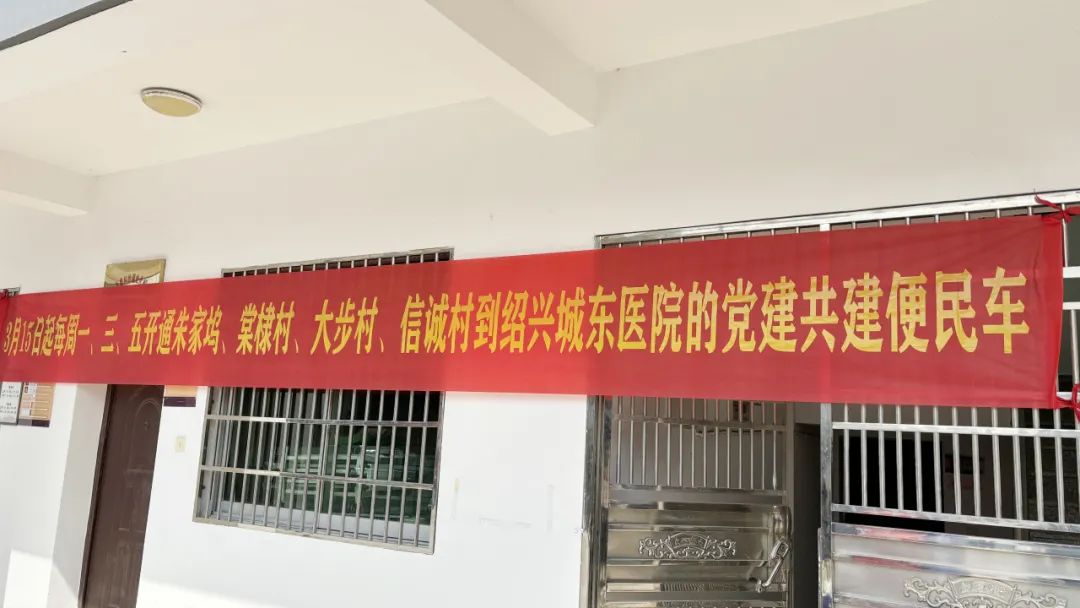 3月15日起每周一、三、五开通朱家坞、棠棣村、大步村、信诚村到绍兴城东医院的党建共建便民车